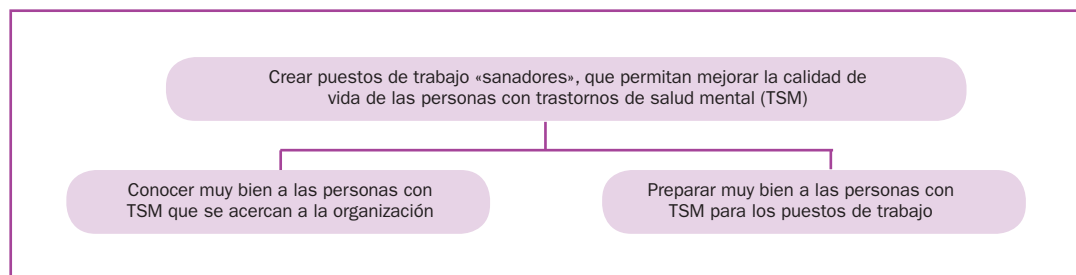 Crear puestos de trabajo «sanadores», que permitan mejorar la calidad de
vida de las personas con trastornos de salud mental (TSM)
Conocer muy bien a las personas con
TSM que se acercan a la organización
Preparar muy bien a las personas con
TSM para los puestos de trabajo